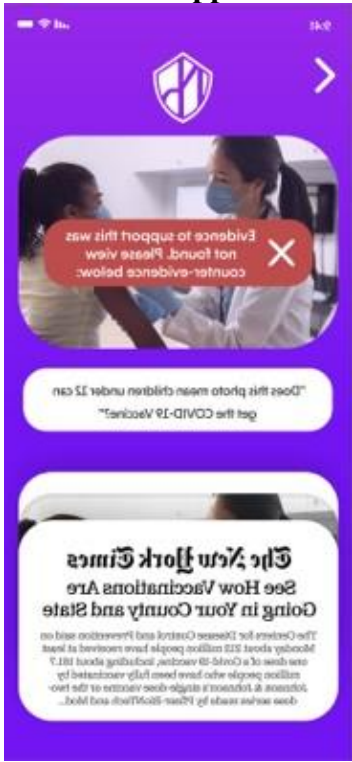 9:41
Evidence to support this was
not found. Please view
counter-evidence below:
"Does this photo mean children under 12 can
get the COVID-19 Vaccine?"
The New York Times
See How Vaccinations Are
Going in Your County and State
The Centers for Disease Control and Prevention said on
Monday about 212 million people have received at least
one dose of a Covid-19 vaccine, including about 181.7
million people who have been fully vaccinated by
Johnson & Johnson's single-dose vaccine or the two-
dose series made by Pfizer-BioNTech and Mod...